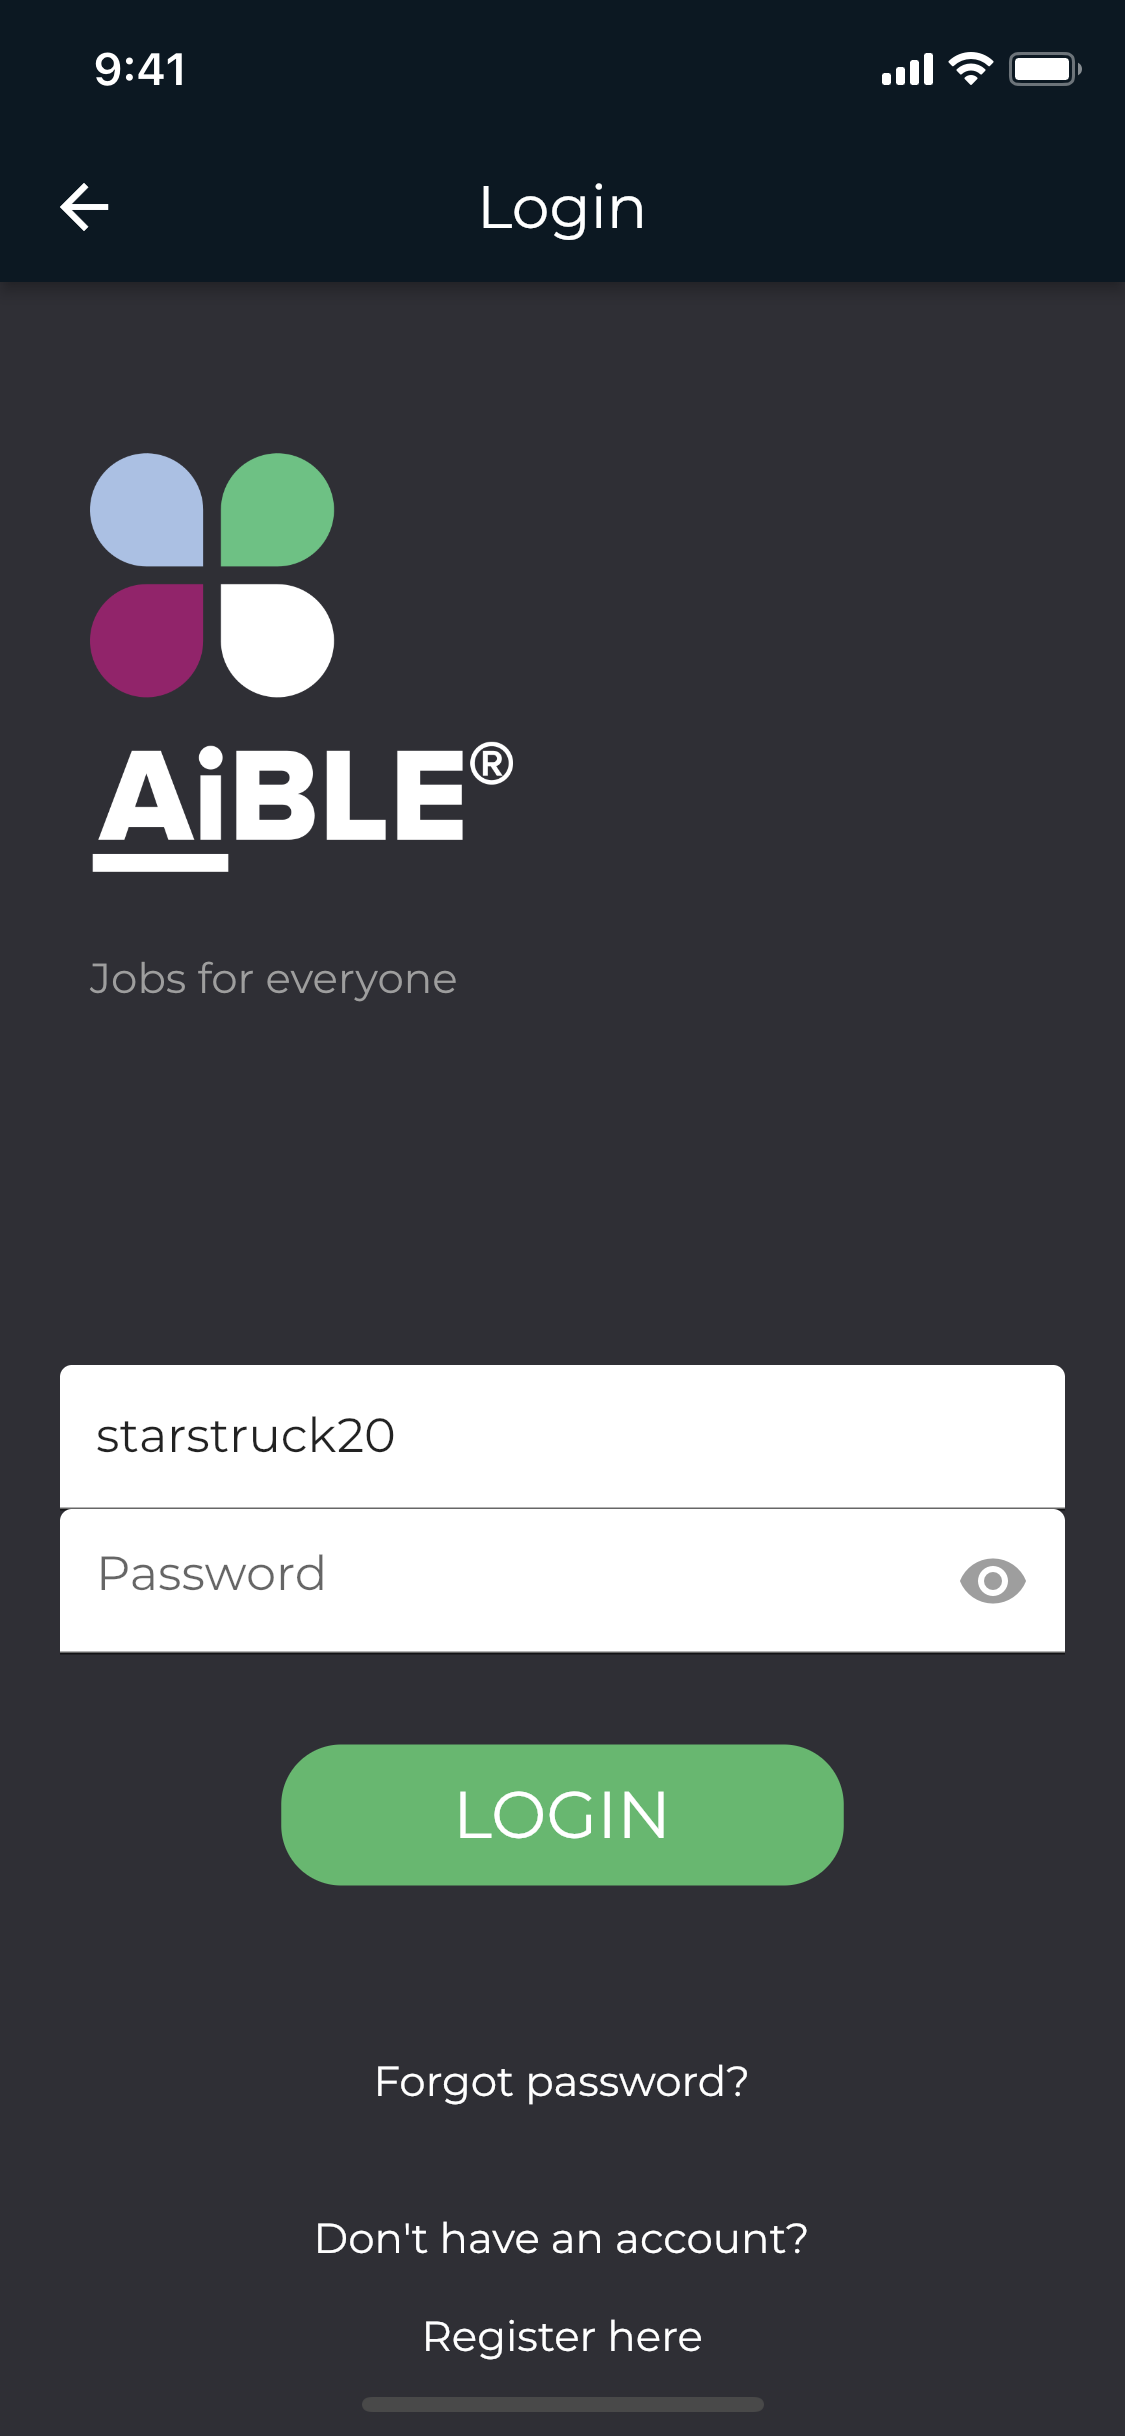 9:41
Login
AiBLE®
Jobs for everyone
starstruck20
Password
LOGIN
Forgot password?
Don't have an account?
Register here